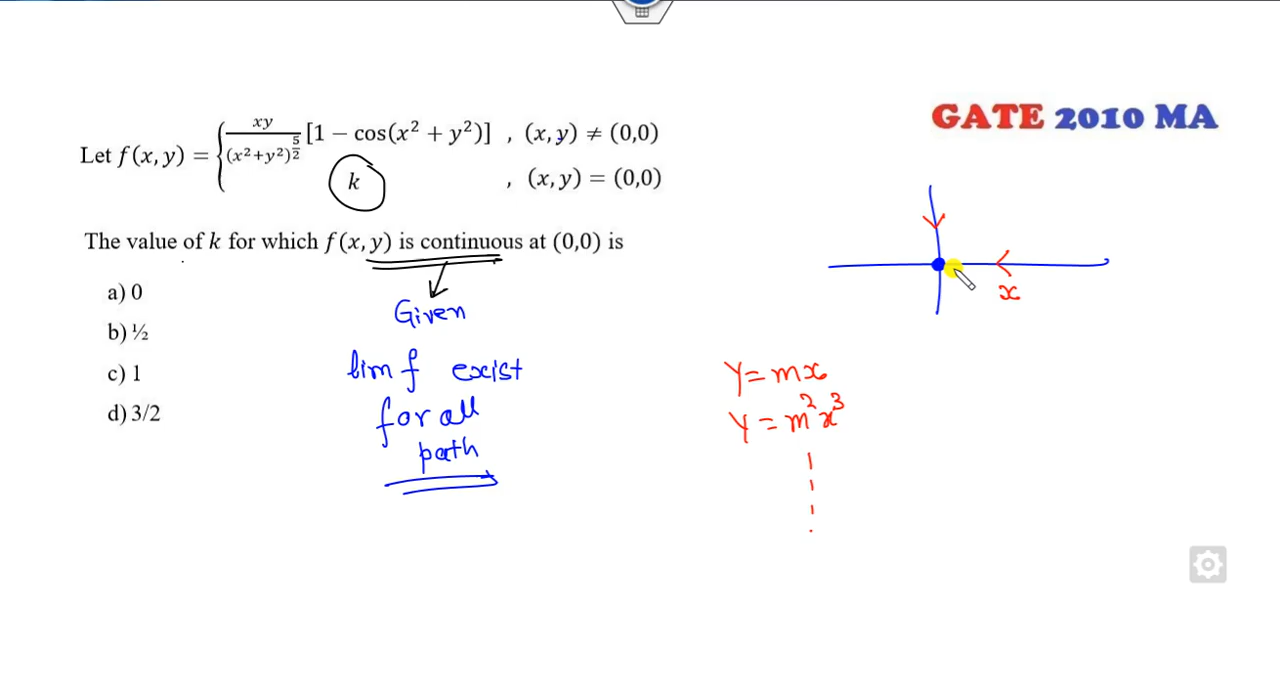 GATE 2010 MA
Let f(x, y) = { xy / (x²+y²)^(5/2) [1 − cos(x² + y²)] , (x, y) ≠ (0,0)
k , (x, y) = (0,0)
The value of k for which f(x, y) is continuous at (0,0) is
a) 0
b) ½
c) 1
d) 3/2
Given
lim f exist
for all
path
x
y = mx
y = m²x³